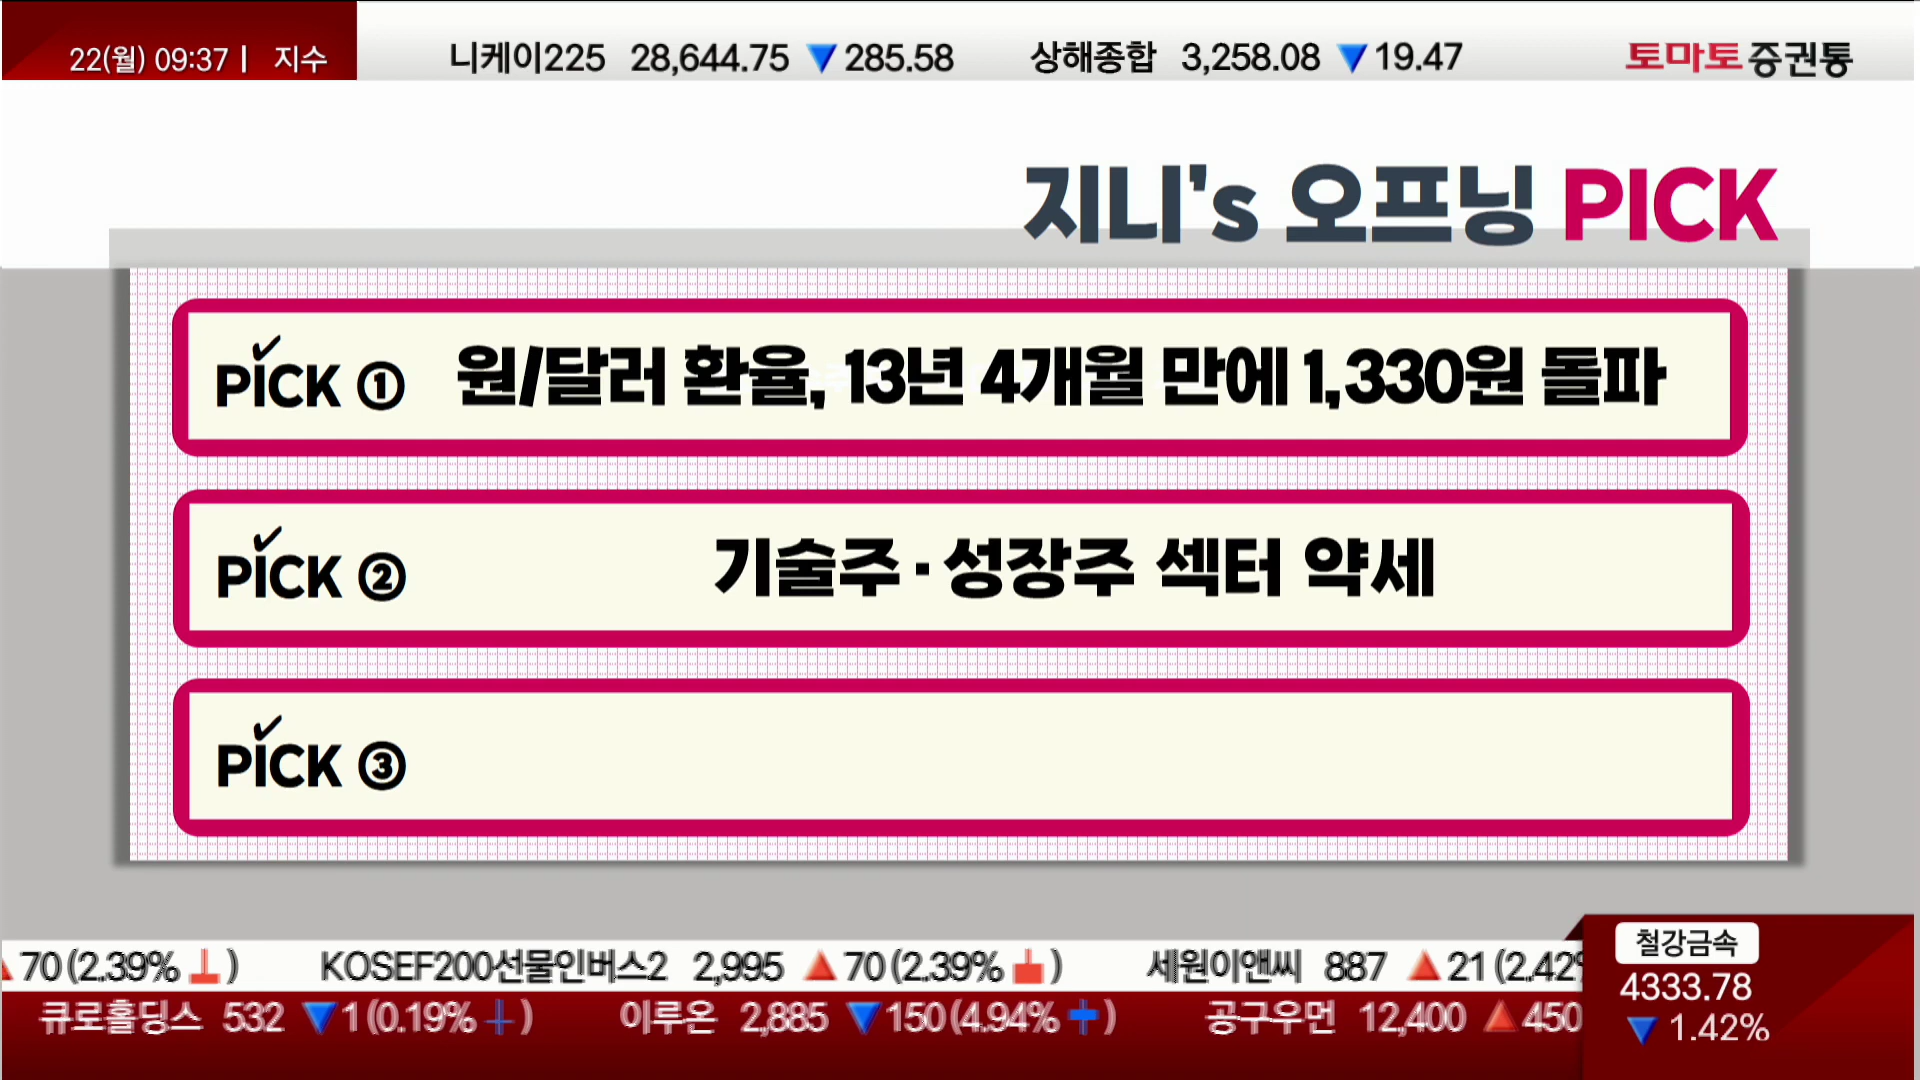 22(월) 09:37 | 지수 니케이225 28,644.75 ▼285.58 상해종합 3,258.08 ▼19.47 토마토증권통
지니's 오프닝 PICK
PICK ① 원/달러 환율, 13년 4개월 만에 1,330원 돌파
PICK ② 기술주·성장주 섹터 약세
PICK ③
▲70(2.39%) KOSEF200선물인버스2 2,995 ▲70(2.39%) 세원이앤씨 887 ▲21(2.42%
큐로홀딩스 532 ▼1(0.19%) 이루온 2,885 ▼150(4.94%) 공구우먼 12,400 ▲450
철강금속
4333.78
▼ 1.42%